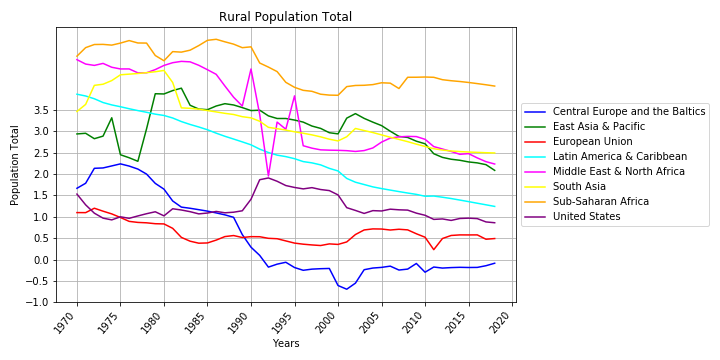 Rural Population Total
Population Total
3.5
3.0
2.5
2.0
1.5
1.0
0.5
0.0
−0.5
−1.0
1970
1975
1980
1985
1990
1995
2000
2005
2010
2015
2020
Years
Central Europe and the Baltics
East Asia & Pacific
European Union
Latin America & Caribbean
Middle East & North Africa
South Asia
Sub-Saharan Africa
United States